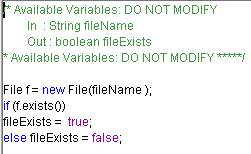 /* Available Variables: DO NOT MODIFY
In : String fileName
Out : boolean fileExists
* Available Variables: DO NOT MODIFY *****/
File f = new File(fileName );
if (f.exists())
fileExists = true;
else fileExists = false;